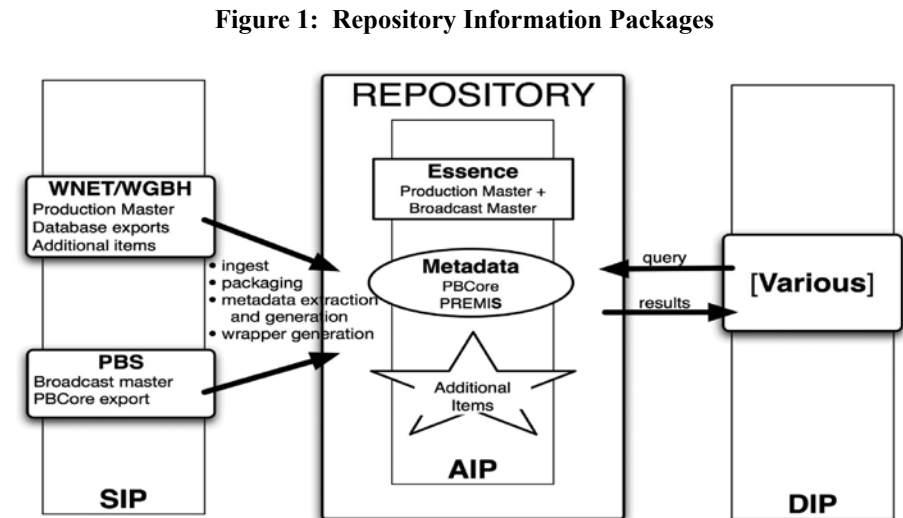 Figure 1: Repository Information Packages
WNET/WGBH
Production Master
Database exports
Additional items
• ingest
• packaging
• metadata extraction
and generation
• wrapper generation
PBS
Broadcast master
PBCore export
SIP
REPOSITORY
Essence
Production Master +
Broadcast Master
Metadata
PBCore
PREMIS
Additional
Items
AIP
query
results
[Various]
DIP